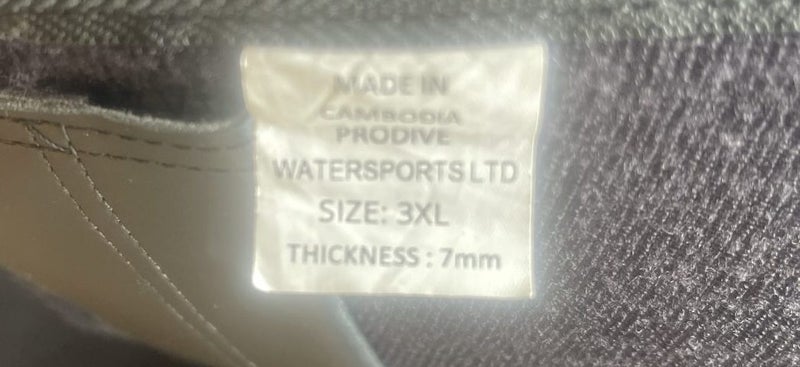 MADE IN
CAMBODIA
PRODIVE
WATERSPORTS LTD
SIZE: 3XL
THICKNESS : 7mm